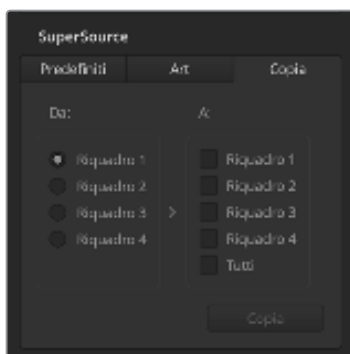 SuperSource
Predefiniti Art Copia
Da: A:
Riquadro 1 Riquadro 1
Riquadro 2 Riquadro 2
Riquadro 3 > Riquadro 3
Riquadro 4 Riquadro 4
Tutti
Copia